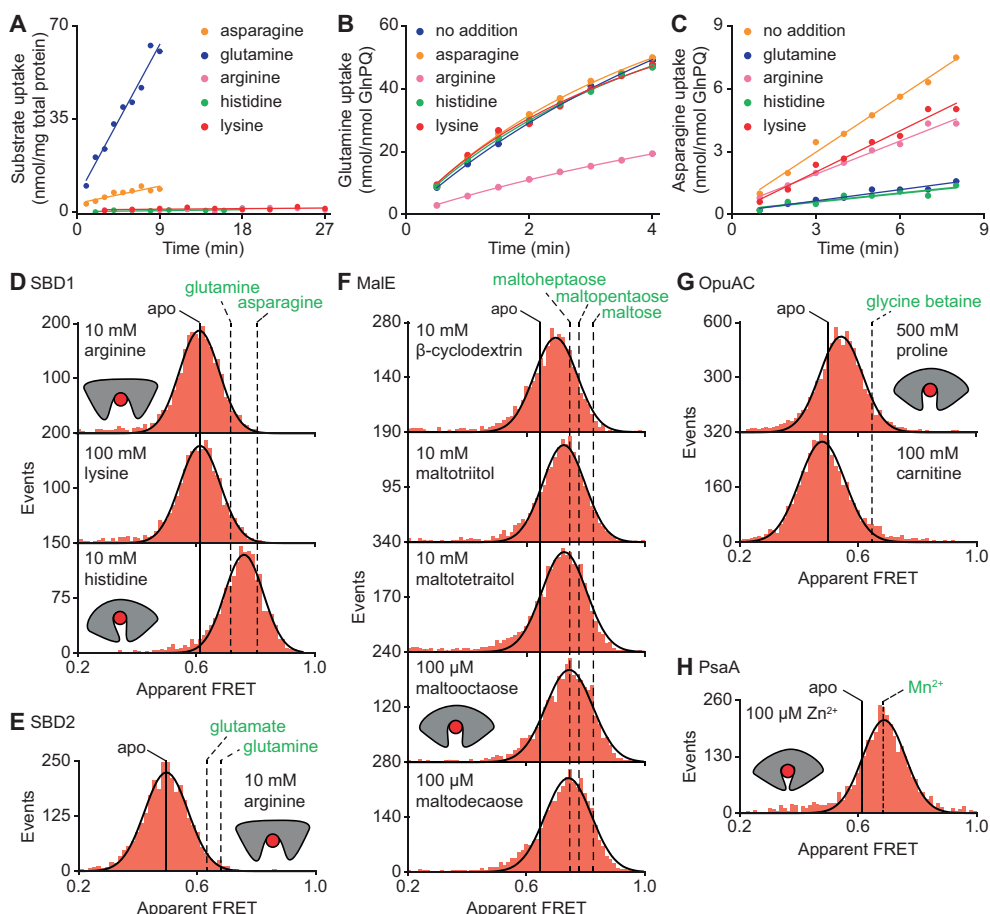 A
Substrate uptake
(nmol/mg total protein)
65
35
0
0
9
18
27
Time (min)
asparagine
glutamine
arginine
histidine
lysine
B
Glutamine uptake
(nmol/nmol GlnPQ)
60
40
20
0
0
2
4
Time (min)
no addition
asparagine
arginine
histidine
lysine
C
Asparagine uptake
(nmol/nmol GlnPQ)
9
6
3
0
0
3
6
9
Time (min)
no addition
glutamine
arginine
histidine
lysine
D SBD1
glutamine
asparagine
apo
200
10 mM
arginine
100
200
100 mM
lysine
100
Events
150
10 mM
histidine
75
0
0.2
0.6
1.0
Apparent FRET
E SBD2
glutamate
glutamine
apo
250
125
0
Events
10 mM
arginine
0.2
0.6
1.0
Apparent FRET
F MalE
maltoheptaose
maltopentaose
maltose
apo
280
10 mM
β-cyclodextrin
140
190
10 mM
maltotriitol
95
340
10 mM
maltotetraitol
170
Events
240
100 µM
maltooctaose
120
280
100 µM
maltodecaose
140
0
0.2
0.6
1.0
Apparent FRET
G OpuAC
glycine betaine
apo
600
500 mM
proline
300
320
100 mM
carnitine
160
0
Events
0.2
0.6
1.0
Apparent FRET
H PsaA
apo
Mn²⁺
260
100 µM Zn²⁺
130
0
Events
0.2
0.6
1.0
Apparent FRET